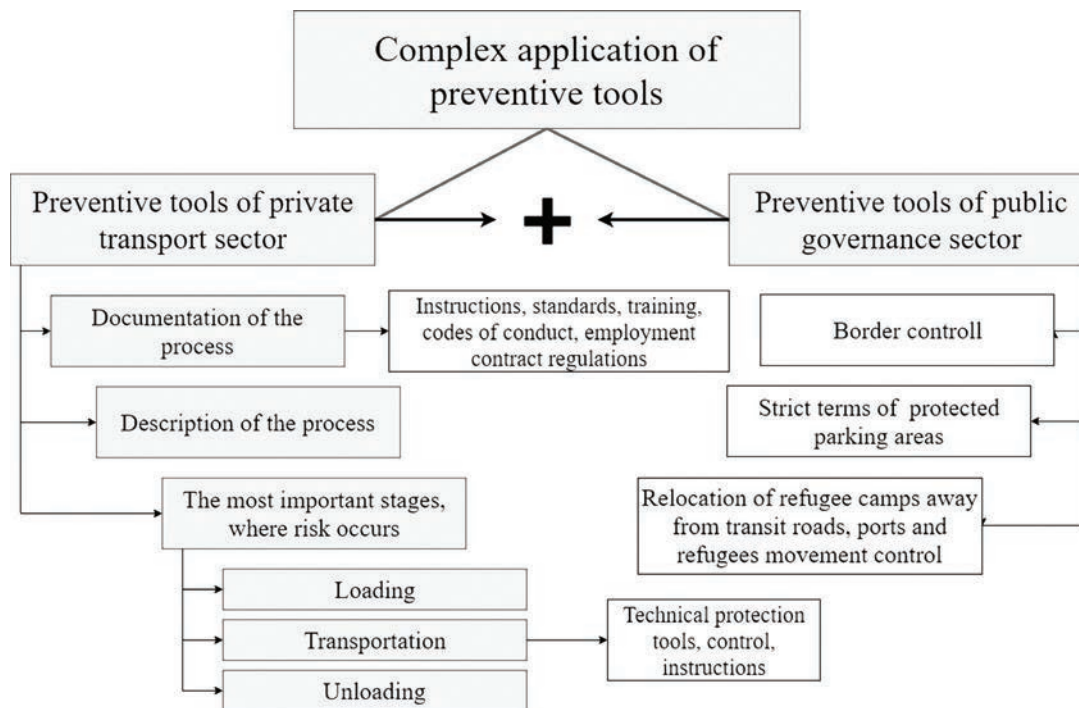 Complex application of
preventive tools
Preventive tools of private
transport sector
Preventive tools of public
governance sector
Documentation of the
process
Instructions, standards, training,
codes of conduct, employment
contract regulations
Border controll
Description of the process
Strict terms of protected
parking areas
The most important stages,
where risk occurs
Relocation of refugee camps away
from transit roads, ports and
refugees movement control
Loading
Transportation
Technical protection
tools, control,
instructions
Unloading